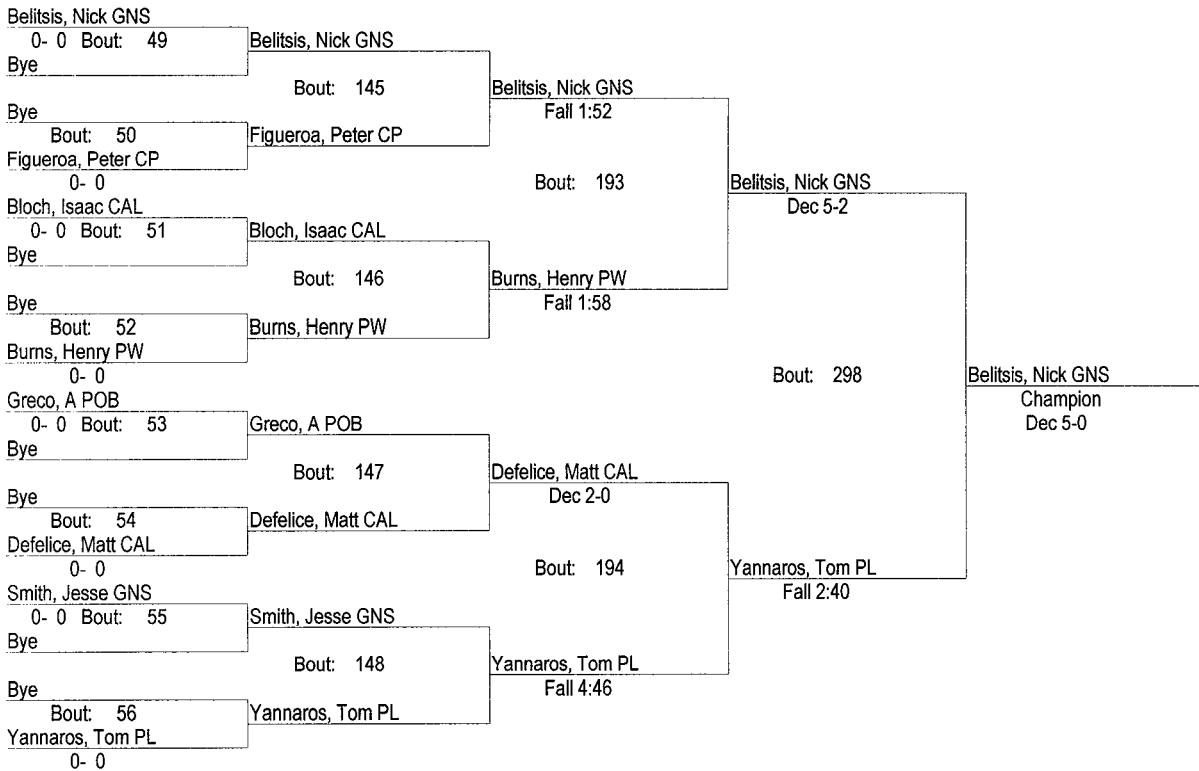 Belitsis, Nick GNS
0- 0 Bout: 49
Bye
Bye
Bout: 50
Figueroa, Peter CP
0- 0
Bloch, Isaac CAL
0- 0 Bout: 51
Bye
Bye
Bout: 52
Burns, Henry PW
0- 0
Greco, A POB
0- 0 Bout: 53
Bye
Bye
Bout: 54
Defelice, Matt CAL
0- 0
Smith, Jesse GNS
0- 0 Bout: 55
Bye
Bye
Bout: 56
Yannaros, Tom PL
0- 0
Belitsis, Nick GNS
Bout: 145
Figueroa, Peter CP
Bloch, Isaac CAL
Bout: 146
Burns, Henry PW
Greco, A POB
Bout: 147
Defelice, Matt CAL
Smith, Jesse GNS
Bout: 148
Yannaros, Tom PL
Belitsis, Nick GNS
Fall 1:52
Bout: 193
Burns, Henry PW
Fall 1:58
Defelice, Matt CAL
Dec 2-0
Bout: 194
Yannaros, Tom PL
Fall 4:46
Belitsis, Nick GNS
Dec 5-2
Bout: 298
Yannaros, Tom PL
Fall 2:40
Belitsis, Nick GNS
Champion
Dec 5-0